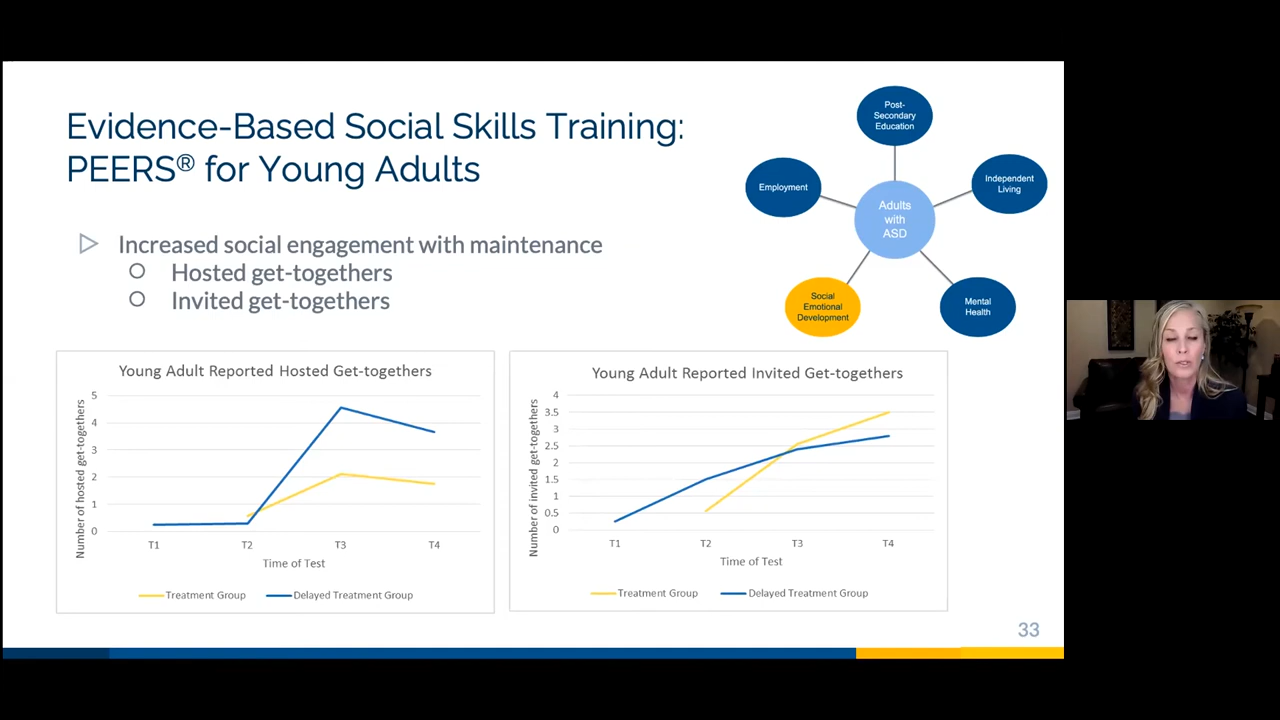 Evidence-Based Social Skills Training:
PEERS® for Young Adults
Increased social engagement with maintenance
Hosted get-togethers
Invited get-togethers
Post-
Secondary
Education
Employment
Independent
Living
Adults
with
ASD
Social
Emotional
Development
Mental
Health
Young Adult Reported Hosted Get-togethers
Number of hosted get-togethers
5
4
3
2
1
0
T1 T2 T3 T4
Time of Test
Treatment Group Delayed Treatment Group
Young Adult Reported Invited Get-togethers
Number of invited get-togethers
4
3.5
3
2.5
2
1.5
1
0.5
0
T1 T2 T3 T4
Time of Test
Treatment Group Delayed Treatment Group
33